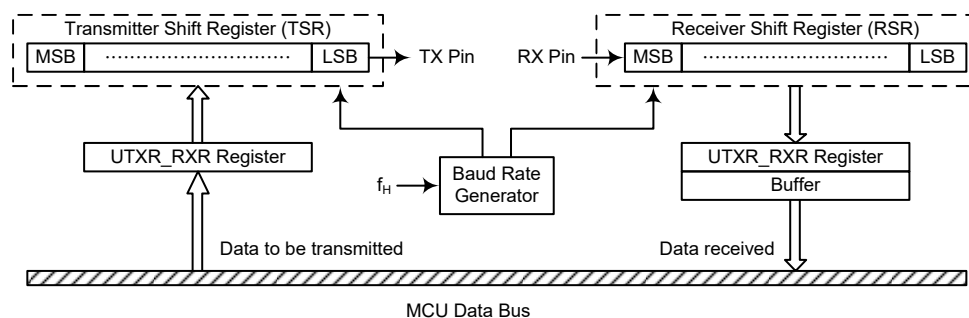 Transmitter Shift Register (TSR)
MSB ………………………… LSB
TX Pin
RX Pin
Receiver Shift Register (RSR)
MSB ………………………… LSB
UTXR_RXR Register
fH
Baud Rate
Generator
UTXR_RXR Register
Buffer
Data to be transmitted
Data received
MCU Data Bus